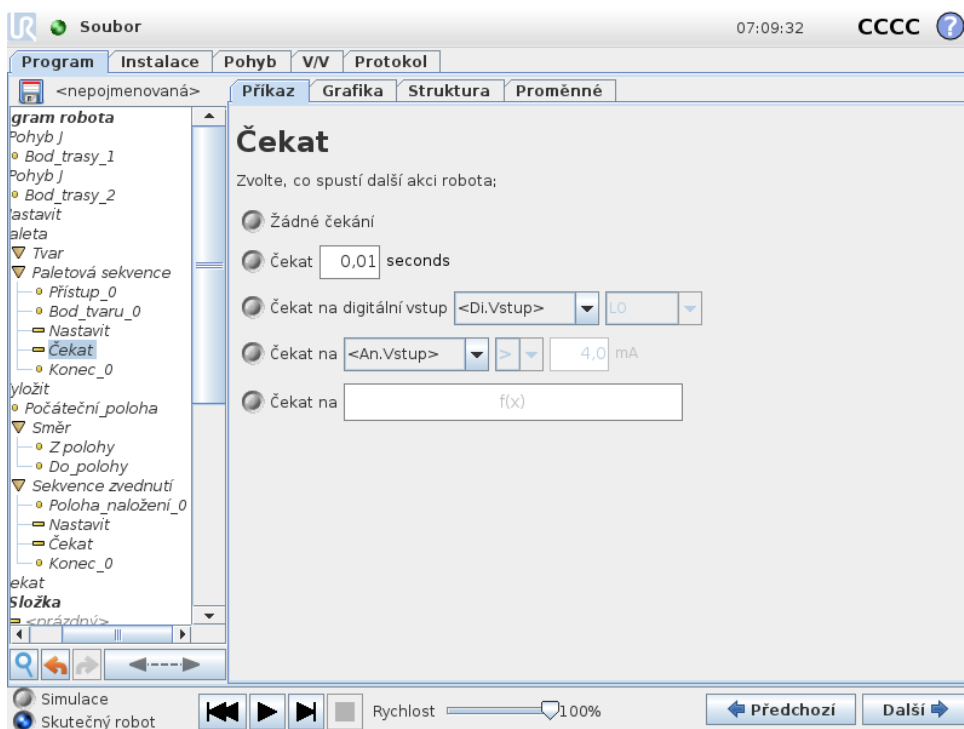 UR Soubor 07:09:32 CCCC ?
Program Instalace Pohyb V/V Protokol
<nepojmenovaná>
Příkaz Grafika Struktura Proměnné
gram robota
Pohyb J
Bod_trasy_1
Pohyb J
Bod_trasy_2
lastavit
aleta
Tvar
Paletová sekvence
Přístup_0
Bod_tvaru_0
Nastavit
Čekat
Konec_0
yložit
Počáteční_poloha
Směr
Z polohy
Do_polohy
Sekvence zvednutí
Poloha_naložení_0
Nastavit
Čekat
Konec_0
ekat
Složka
<prázdný>
Čekat
Zvolte, co spustí další akci robota;
Žádné čekání
Čekat 0,01 seconds
Čekat na digitální vstup <Di.Vstup> LO
Čekat na <An.Vstup> > 4,0 mA
Čekat na f(x)
Simulace
Skutečný robot
Rychlost 100%
Předchozí Další